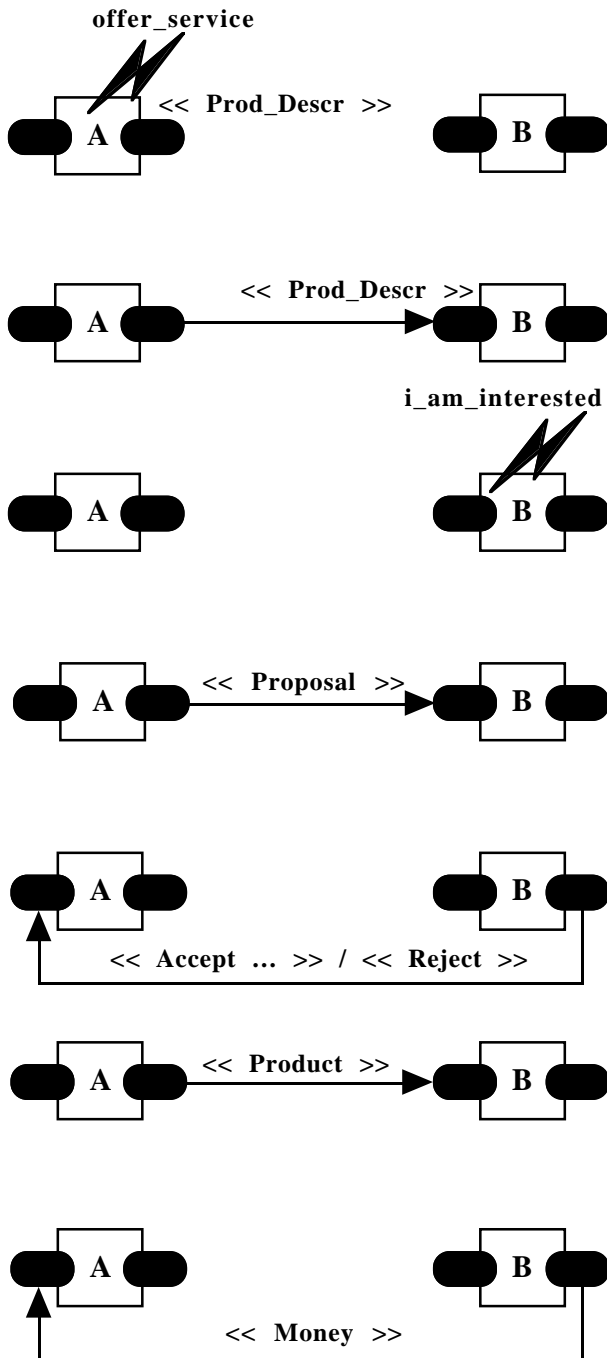 offer_service
<< Prod_Descr >>
A B
<< Prod_Descr >>
A B
i_am_interested
A B
<< Proposal >>
A B
A B
<< Accept ... >> / << Reject >>
<< Product >>
A B
A B
<< Money >>